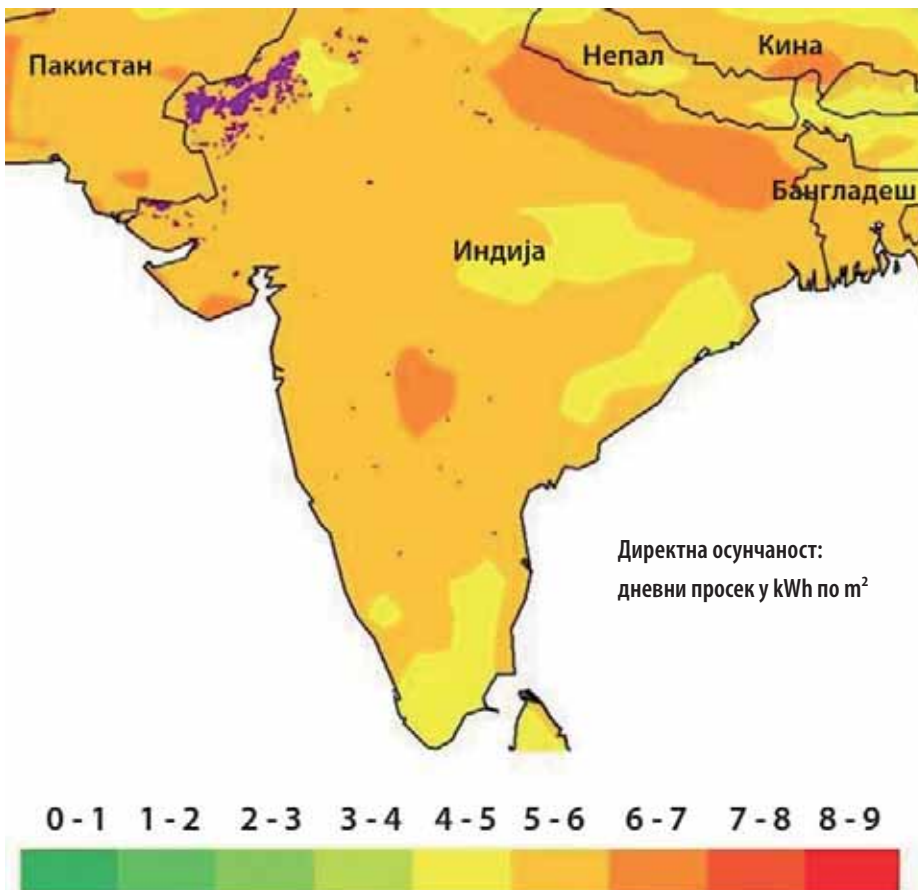 Пакистан
Непал
Кина
Бангладеш
Индија
Директна осунчаност:
дневни просек у kWh по m²
0 - 1 1 - 2 2 - 3 3 - 4 4 - 5 5 - 6 6 - 7 7 - 8 8 - 9